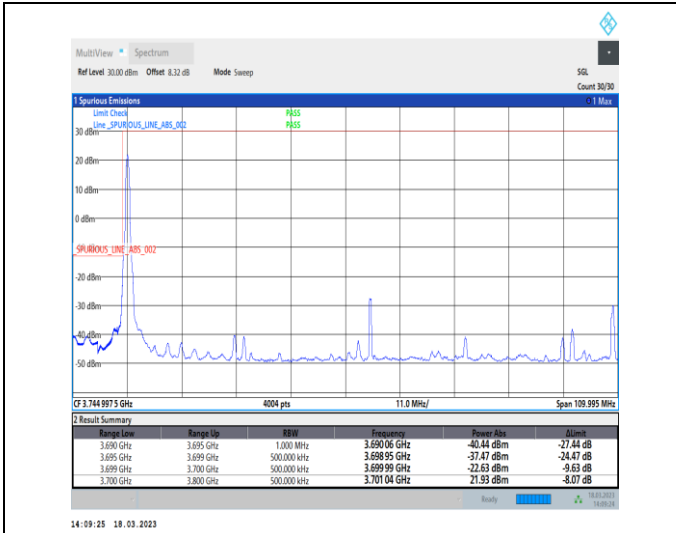 MultiView Spectrum
Ref Level 30.00 dBm Offset 8.32 dB Mode Sweep SGL
Count 30/30
1 Spurious Emissions 1 Max
Limit Check PASS
Line _SPURIOUS_LINE_ABS_002 PASS
30 dBm
20 dBm
10 dBm
0 dBm
_SPURIOUS_LINE_ABS_002
-20 dBm
-30 dBm
-40 dBm
-50 dBm
CF 3.744 997 5 GHz 4004 pts 11.0 MHz/ Span 109.995 MHz
2 Result Summary
Range Low Range Up RBW Frequency Power Abs ΔLimit
3.690 GHz 3.695 GHz 1.000 MHz 3.690 06 GHz -40.44 dBm -27.44 dB
3.695 GHz 3.699 GHz 500.000 kHz 3.698 95 GHz -37.47 dBm -24.47 dB
3.699 GHz 3.700 GHz 500.000 kHz 3.699 99 GHz -22.63 dBm -9.63 dB
3.700 GHz 3.800 GHz 500.000 kHz 3.701 04 GHz 21.93 dBm -8.07 dB
Ready 18.03.2023
14:09:24
14:09:25 18.03.2023